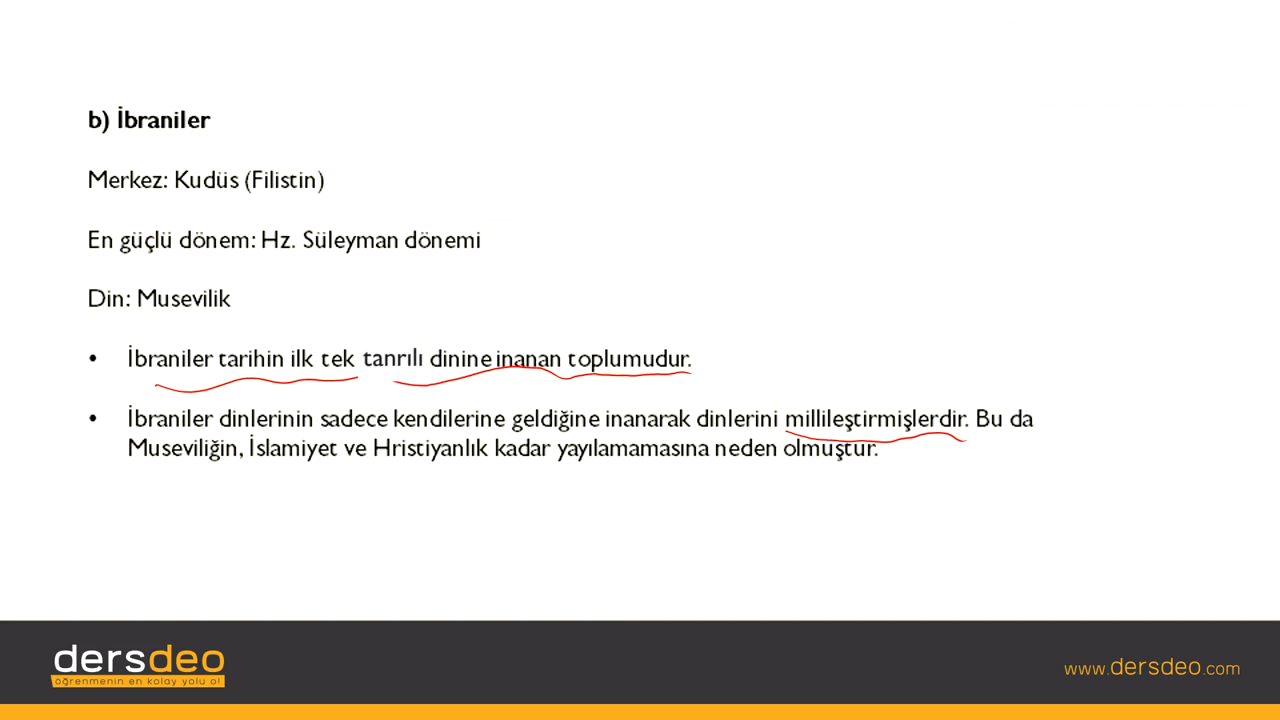 b) İbraniler
Merkez: Kudüs (Filistin)
En güçlü dönem: Hz. Süleyman dönemi
Din: Musevilik
• İbraniler tarihin ilk tek tanrılı dinine inanan toplumudur.
• İbraniler dinlerinin sadece kendilerine geldiğine inanarak dinlerini millileştirmişlerdir. Bu da
Museviliğin, İslamiyet ve Hristiyanlık kadar yayılamamasına neden olmuştur.
dersdeo
öğrenmenin en kolay yolu o!
www.dersdeo.com